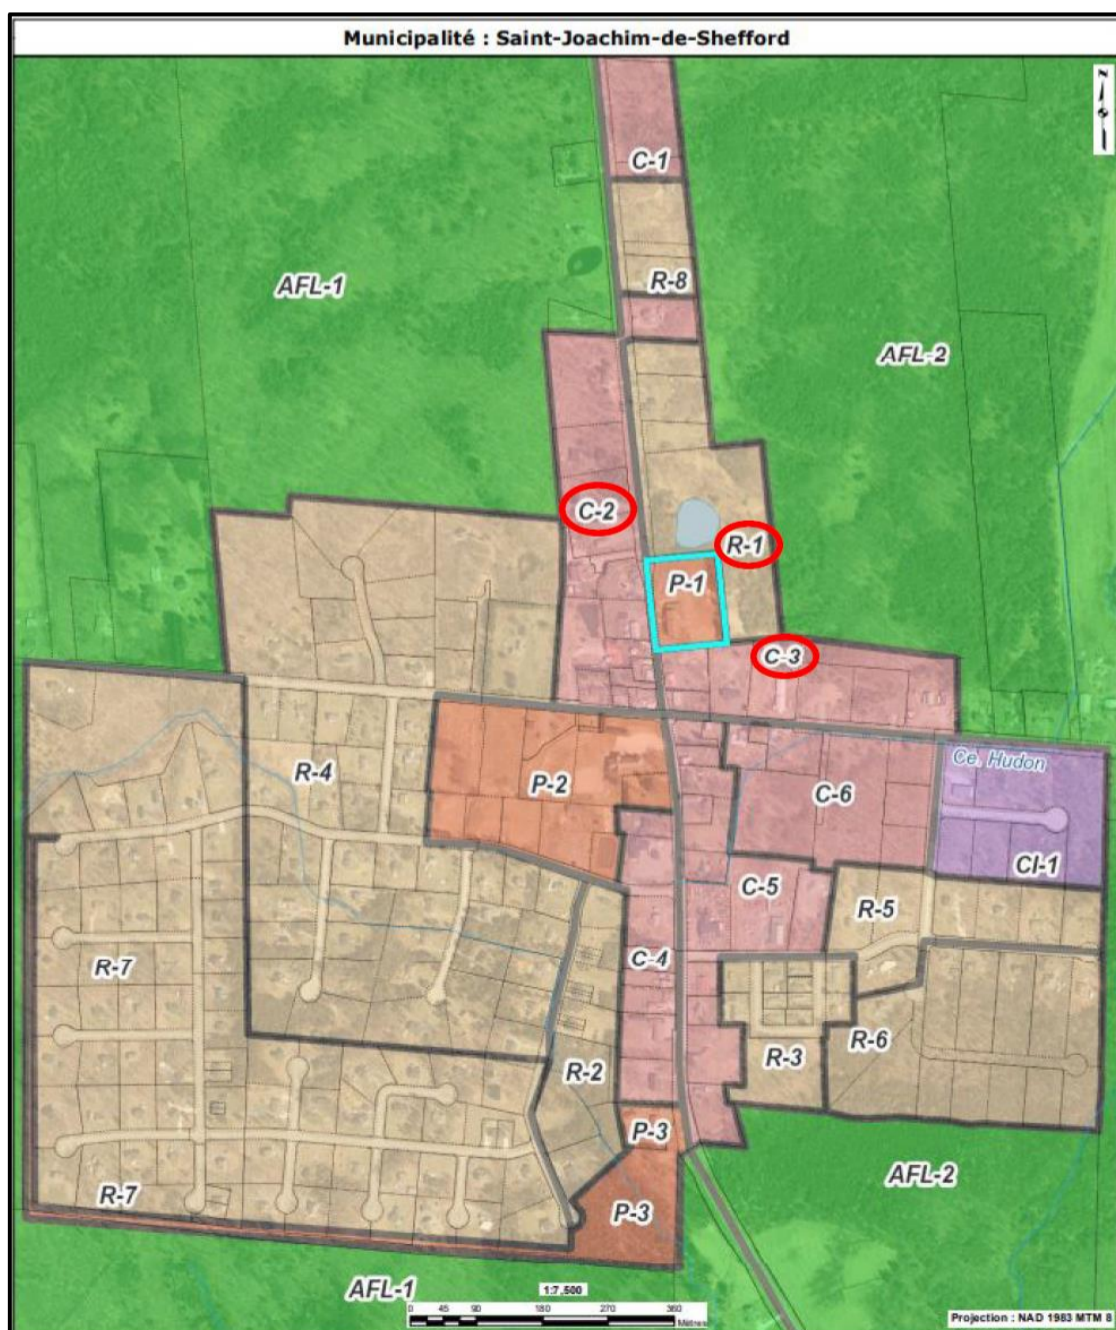 Municipalité : Saint-Joachim-de-Shefford
N
C-1
AFL-1
R-8
AFL-2
C-2
R-1
P-1
C-3
Ce. Hudon
R-4
P-2
C-6
CI-1
C-5
R-5
R-7
C-4
R-3
R-6
R-2
P-3
R-7
P-3
AFL-2
AFL-1
1:7,500
0 45 90 180 270 360
Mètres
Projection : NAD 1983 MTM 8